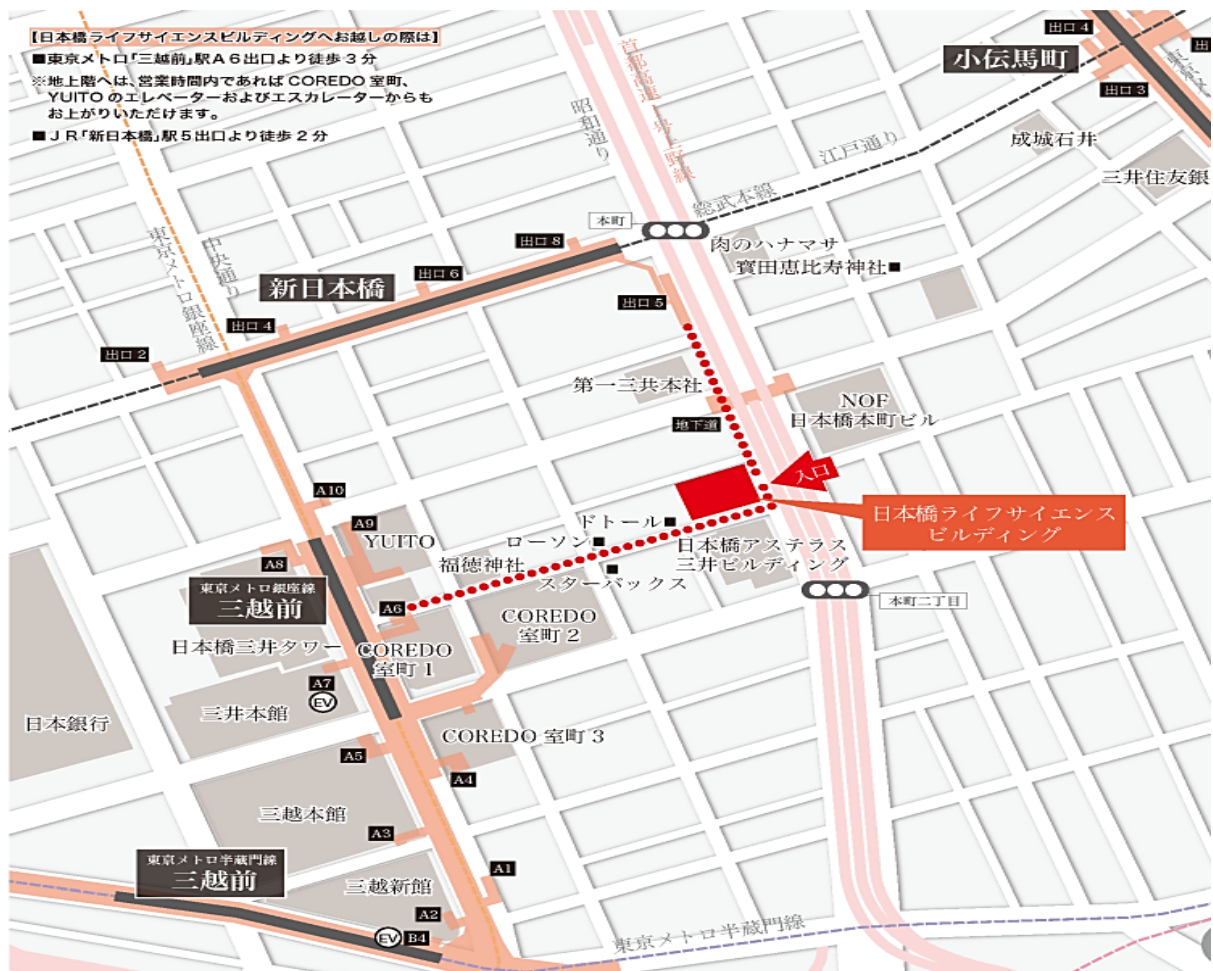 【日本橋ライフサイエンスビルディングへお越しの際は】
■東京メトロ「三越前」駅A6出口より徒歩3分
※地上階へは、営業時間内であればCOREDO室町、
YUITOのエレベーターおよびエスカレーターからも
お上がりいただけます。
■JR「新日本橋」駅5出口より徒歩2分
首都高速一号上野線
昭和通り
出口4
小伝馬町
出口3
成城石井
三井住友銀
江戸通り
総武本線
本町
肉のハナマサ
寳田恵比寿神社■
東京メトロ銀座線
中央通り
出口8
出口6
新日本橋
出口4
出口2
出口5
第一三共本社
地下道
NOF
日本橋本町ビル
入口
日本橋ライフサイエンス
ビルディング
A10
A9
YUITO
ドトール■
ローソン■
福徳神社
■
スターバックス
日本橋アステラス
三井ビルディング
本町二丁目
A8
東京メトロ銀座線
三越前
A6
日本橋三井タワー
COREDO
室町1
COREDO
室町2
A7
EV
三井本館
日本銀行
COREDO 室町3
A5
A4
三越本館
A3
東京メトロ半蔵門線
三越前
A1
三越新館
A2
EV
B4
東京メトロ半蔵門線